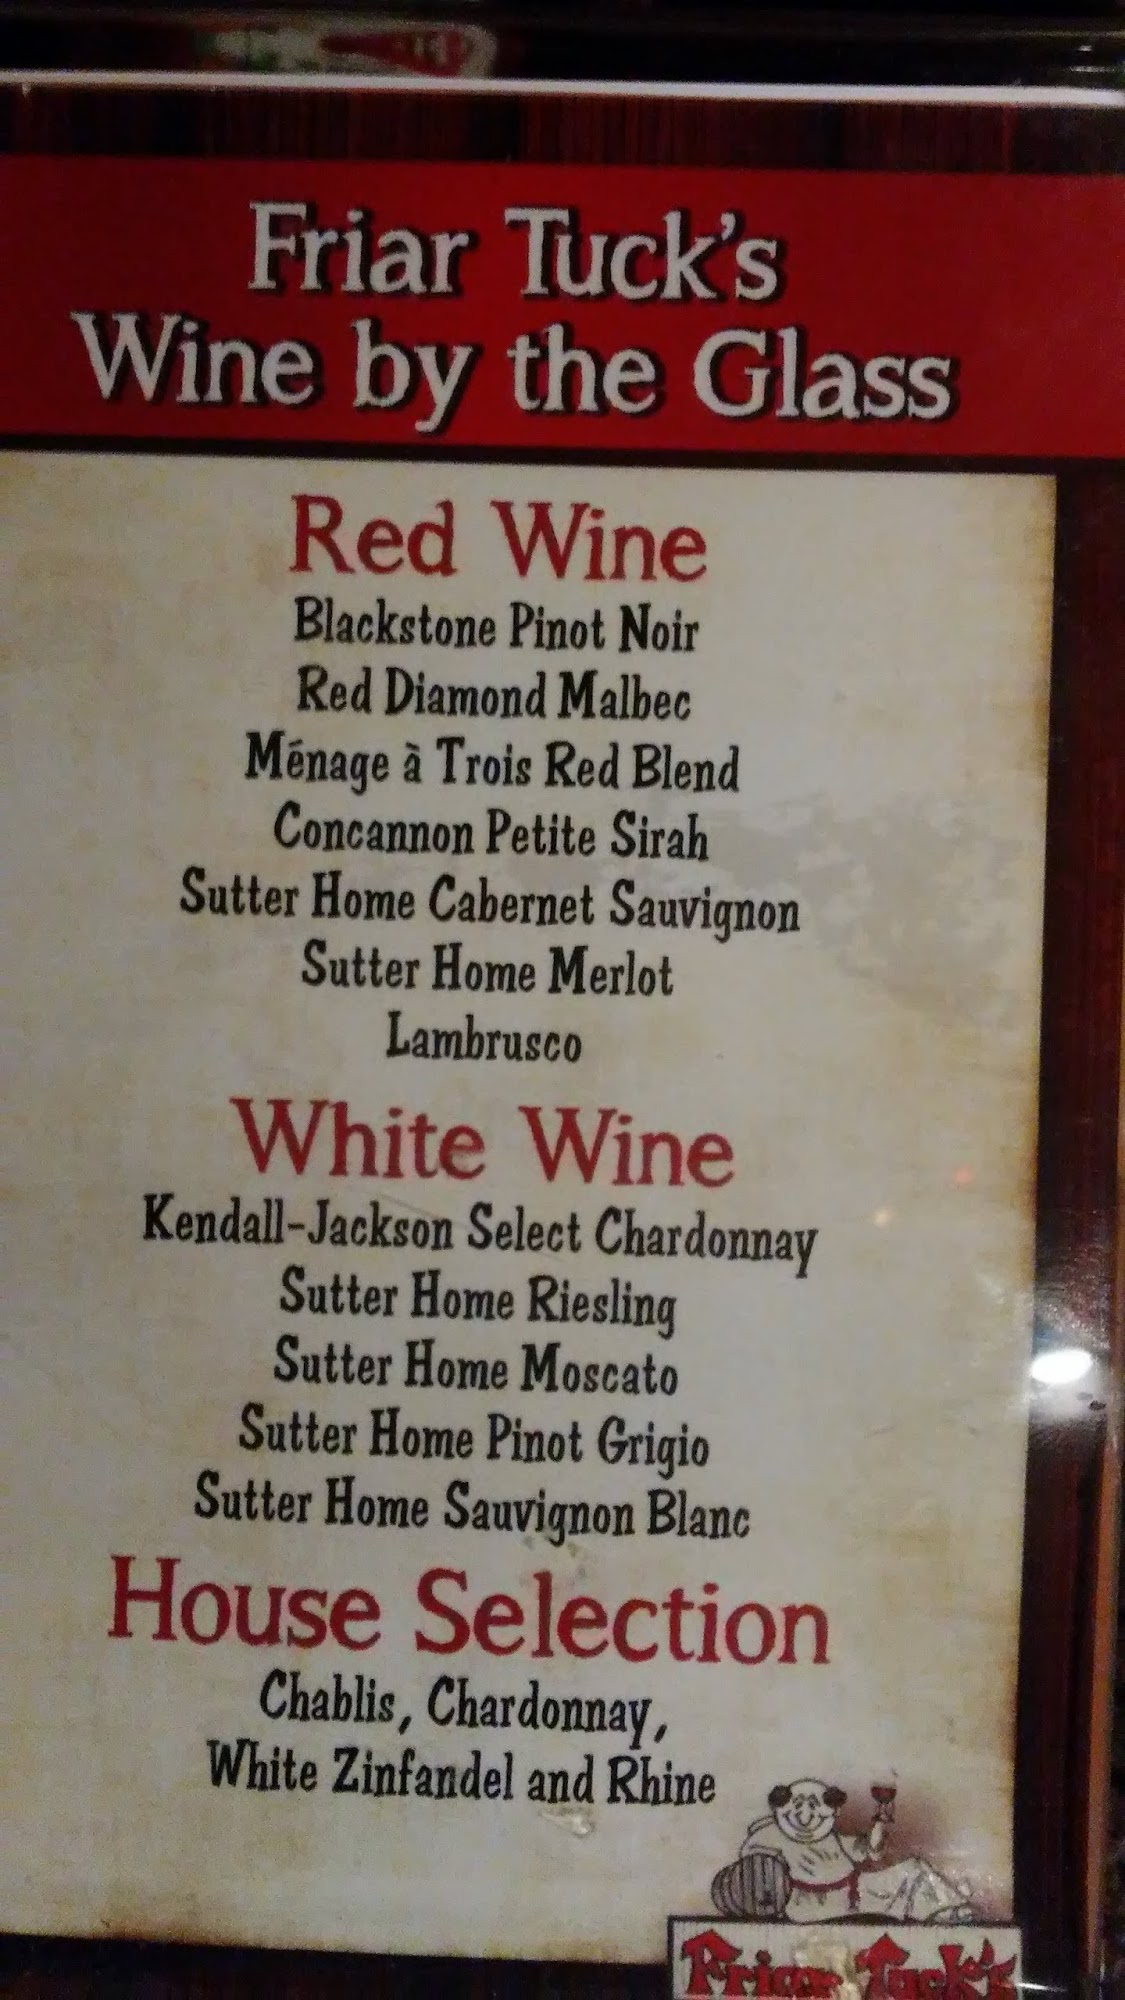 Friar Tuck's
Wine by the Glass
Red Wine
Blackstone Pinot Noir
Red Diamond Malbec
Ménage à Trois Red Blend
Concannon Petite Sirah
Sutter Home Cabernet Sauvignon
Sutter Home Merlot
Lambrusco
White Wine
Kendall-Jackson Select Chardonnay
Sutter Home Riesling
Sutter Home Moscato
Sutter Home Pinot Grigio
Sutter Home Sauvignon Blanc
House Selection
Chablis, Chardonnay,
White Zinfandel and Rhine
Friar Tuck's